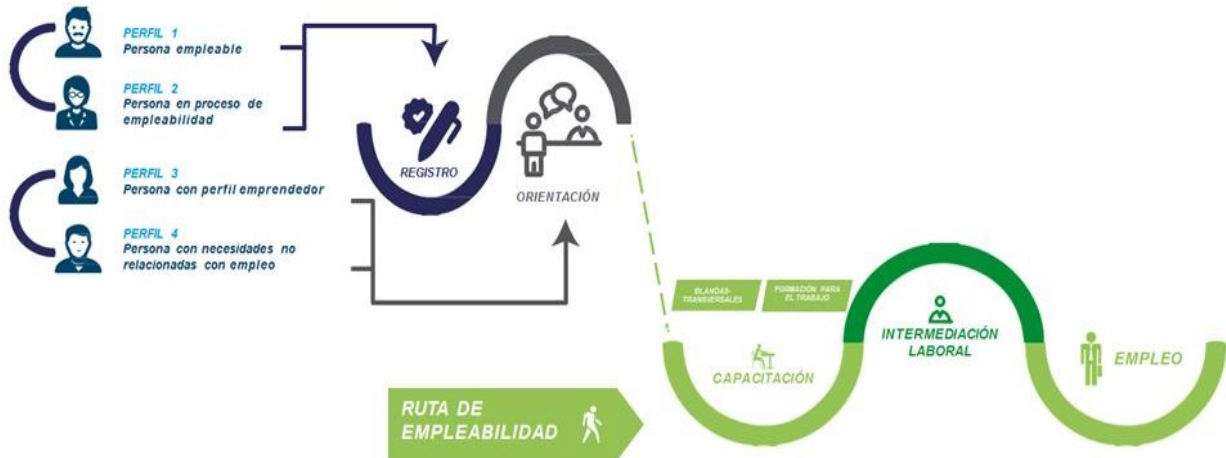 PERFIL 1
Persona empleable
PERFIL 2
Persona en proceso de
empleabilidad
PERFIL 3
Persona con perfil emprendedor
PERFIL 4
Persona con necesidades no
relacionadas con empleo
REGISTRO
ORIENTACIÓN
BLANDAS-
TRANSVERSALES
FORMACIÓN PARA
EL TRABAJO
CAPACITACIÓN
INTERMEDIACIÓN
LABORAL
EMPLEO
RUTA DE
EMPLEABILIDAD